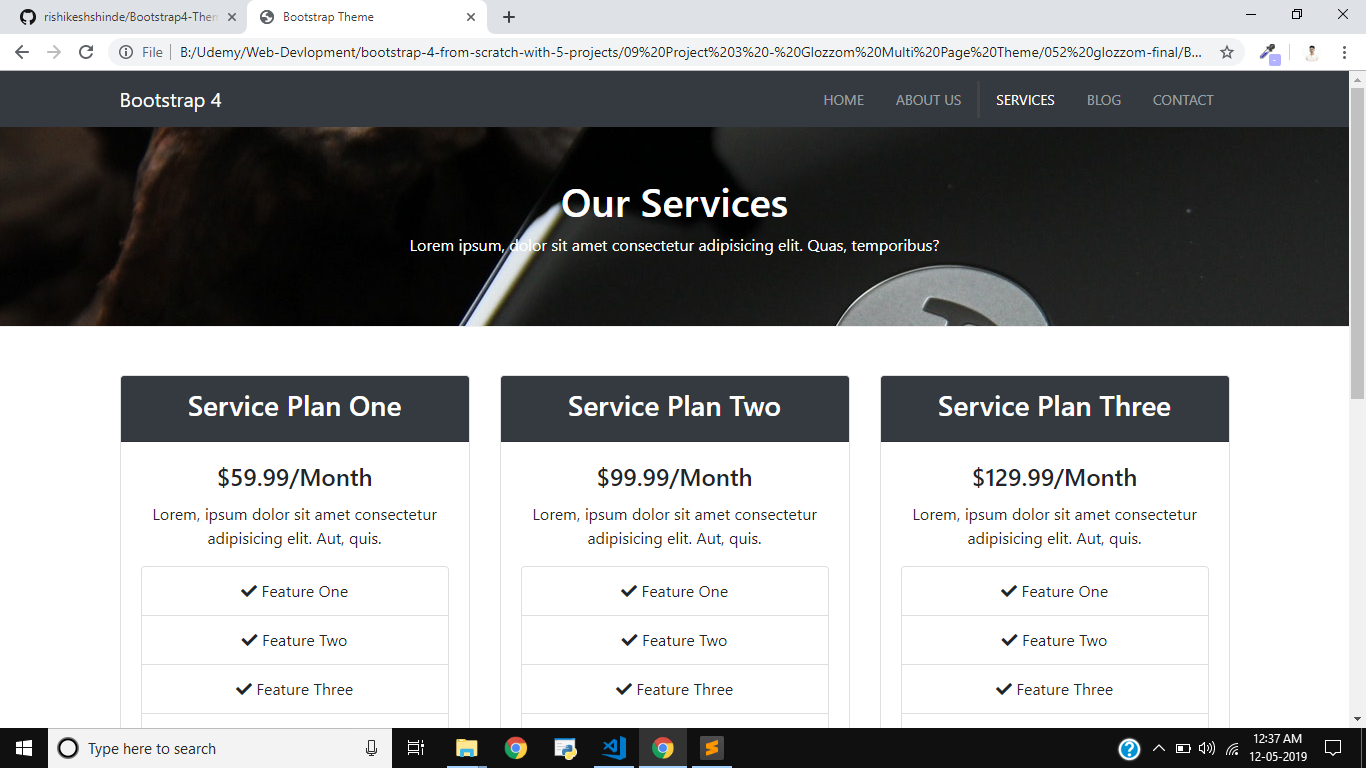 rishikeshshinde/Bootstrap4-Them
Bootstrap Theme
File
B:/Udemy/Web-Devlopment/bootstrap-4-from-scratch-with-5-projects/09%20Project%203%20-%20Glozzom%20Multi%20Page%20Theme/052%20glozzom-final/B...
Bootstrap 4
HOME
ABOUT US
SERVICES
BLOG
CONTACT
Our Services
Lorem ipsum, dolor sit amet consectetur adipisicing elit. Quas, temporibus?
Service Plan One
$59.99/Month
Lorem, ipsum dolor sit amet consectetur
adipisicing elit. Aut, quis.
Feature One
Feature Two
Feature Three
Service Plan Two
$99.99/Month
Lorem, ipsum dolor sit amet consectetur
adipisicing elit. Aut, quis.
Feature One
Feature Two
Feature Three
Service Plan Three
$129.99/Month
Lorem, ipsum dolor sit amet consectetur
adipisicing elit. Aut, quis.
Feature One
Feature Two
Feature Three
Type here to search
12:37 AM
12-05-2019